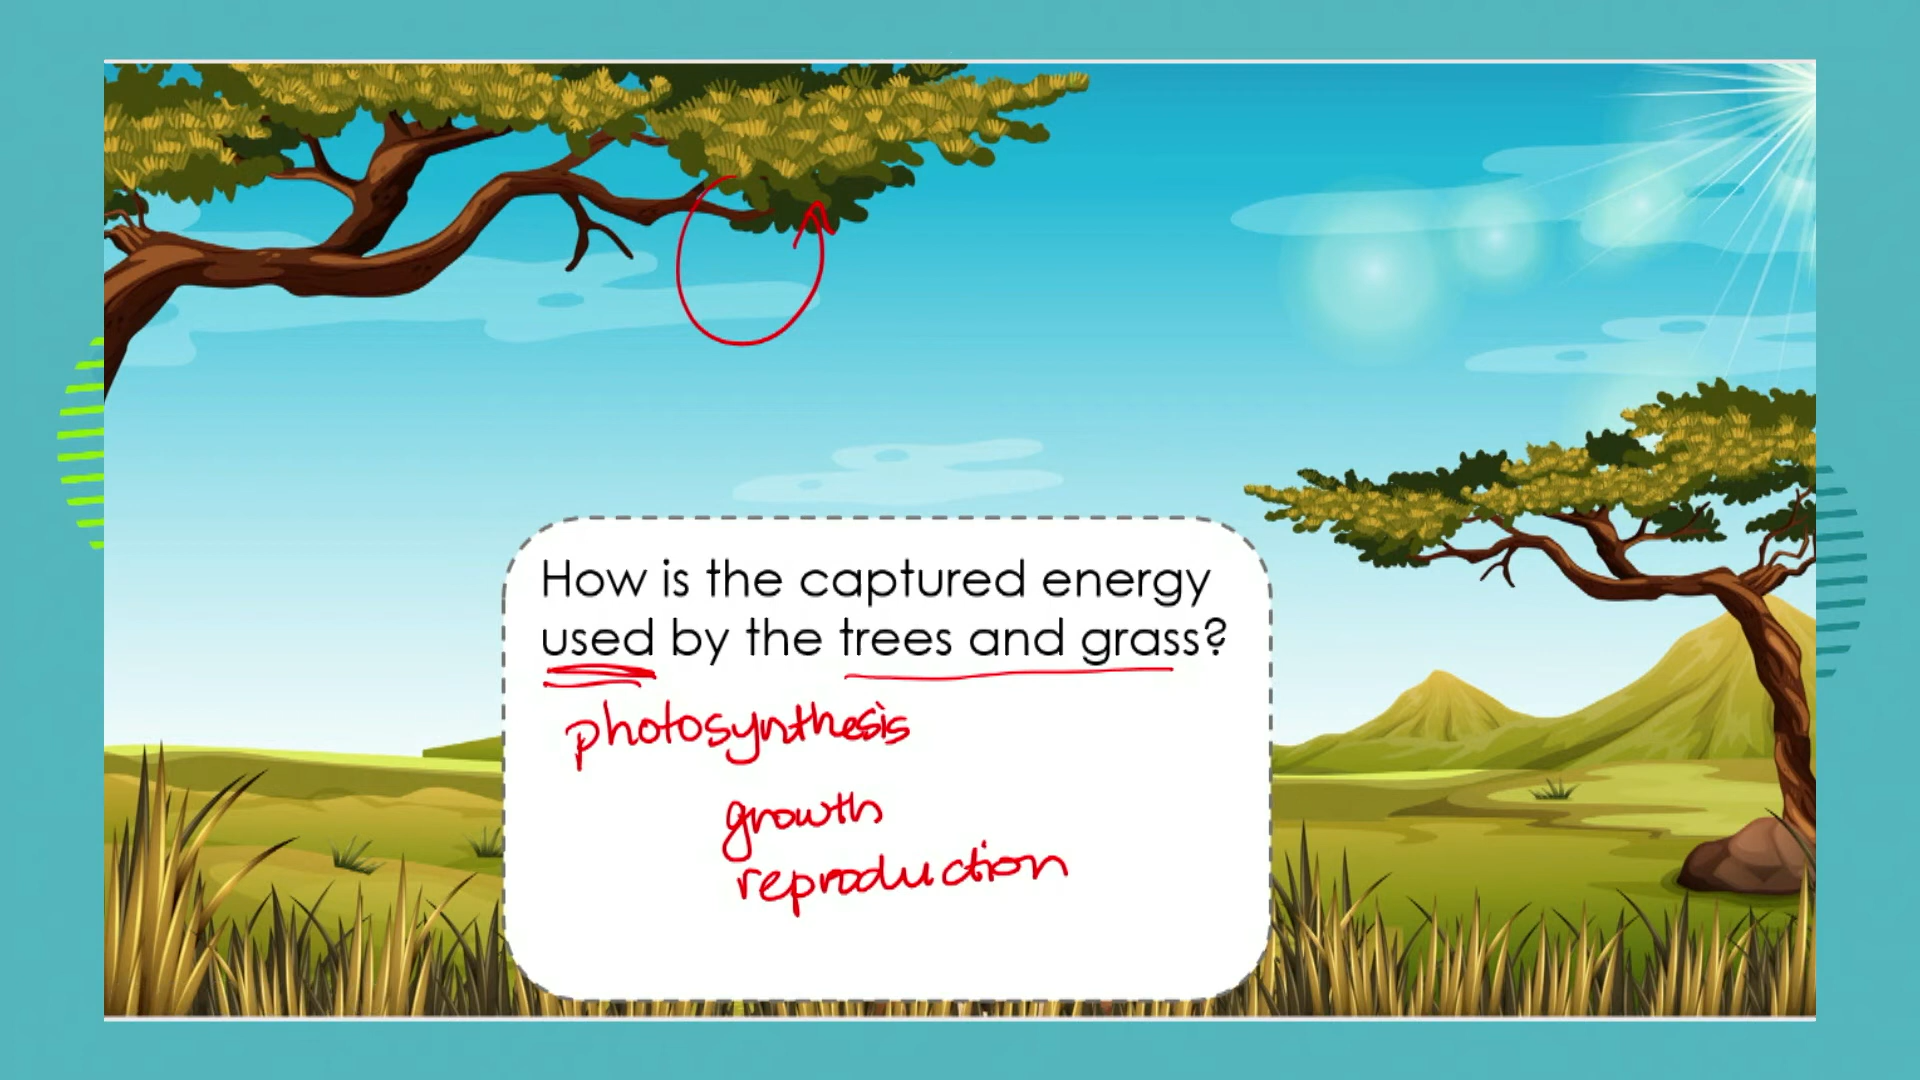 How is the captured energy
used by the trees and grass?
photosynthesis
growth
reproduction